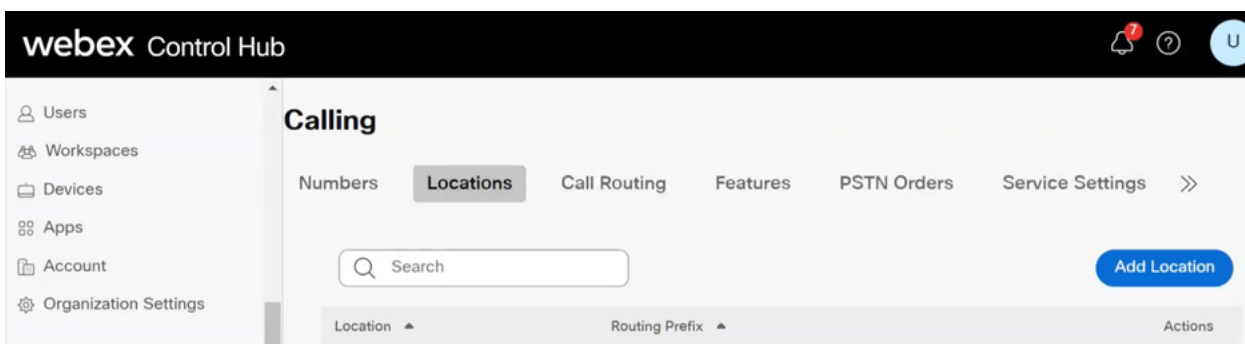 webex Control Hub
7
U
Users
Workspaces
Devices
Apps
Account
Organization Settings
Calling
Numbers Locations Call Routing Features PSTN Orders Service Settings
Search
Add Location
Location Routing Prefix Actions